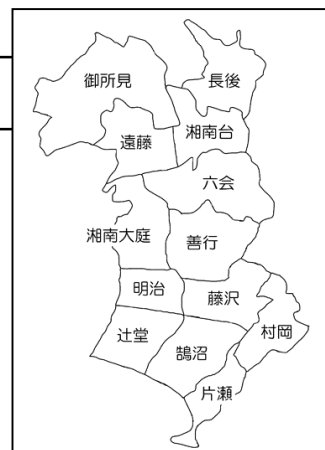 御所見
長後
遠藤
湘南台
六会
湘南大庭
善行
明治
藤沢
辻堂
鵠沼
村岡
片瀬